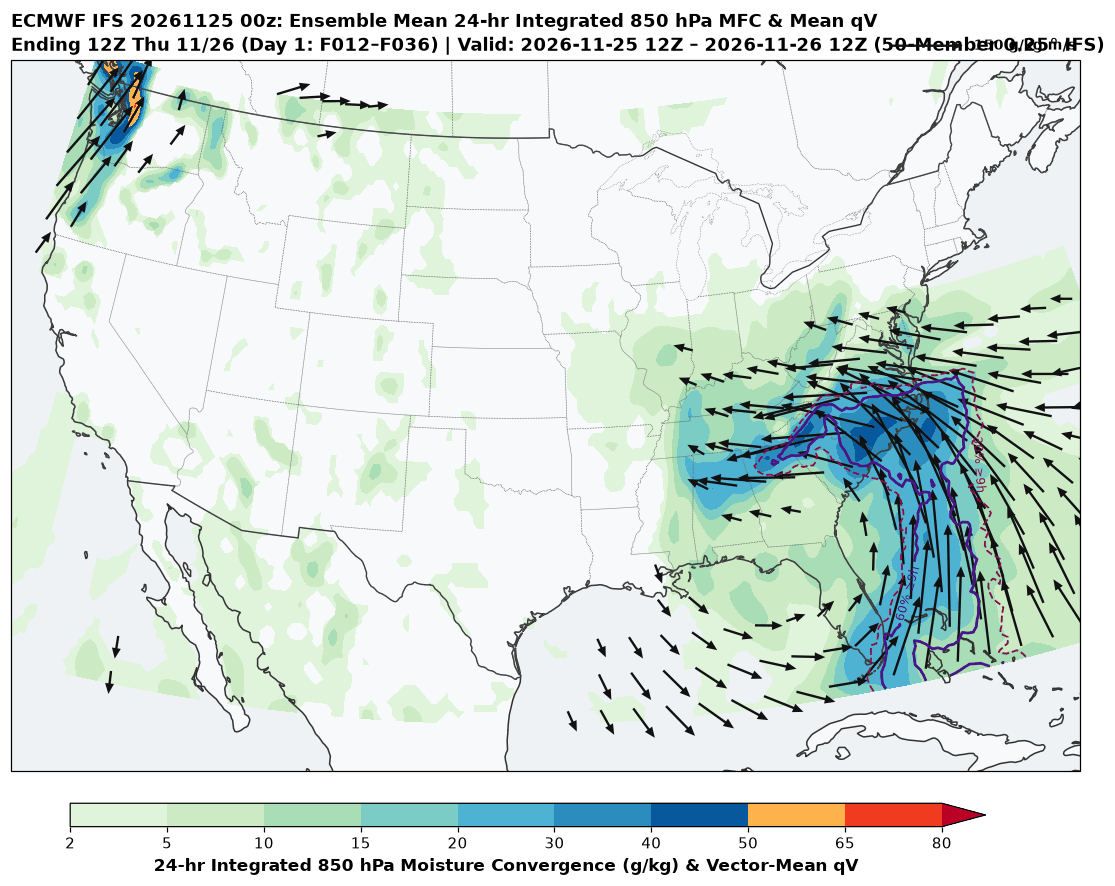 ECMWF IFS 20261125 00z: Ensemble Mean 24-hr Integrated 850 hPa MFC & Mean qV
Ending 12Z Thu 11/26 (Day 1: F012–F036) | Valid: 2026-11-25 12Z – 2026-11-26 12Z (50-Member 0.25° IFS)
60%
2 5 10 15 20 30 40 50 65 80
24-hr Integrated 850 hPa Moisture Convergence (g/kg) & Vector-Mean qV